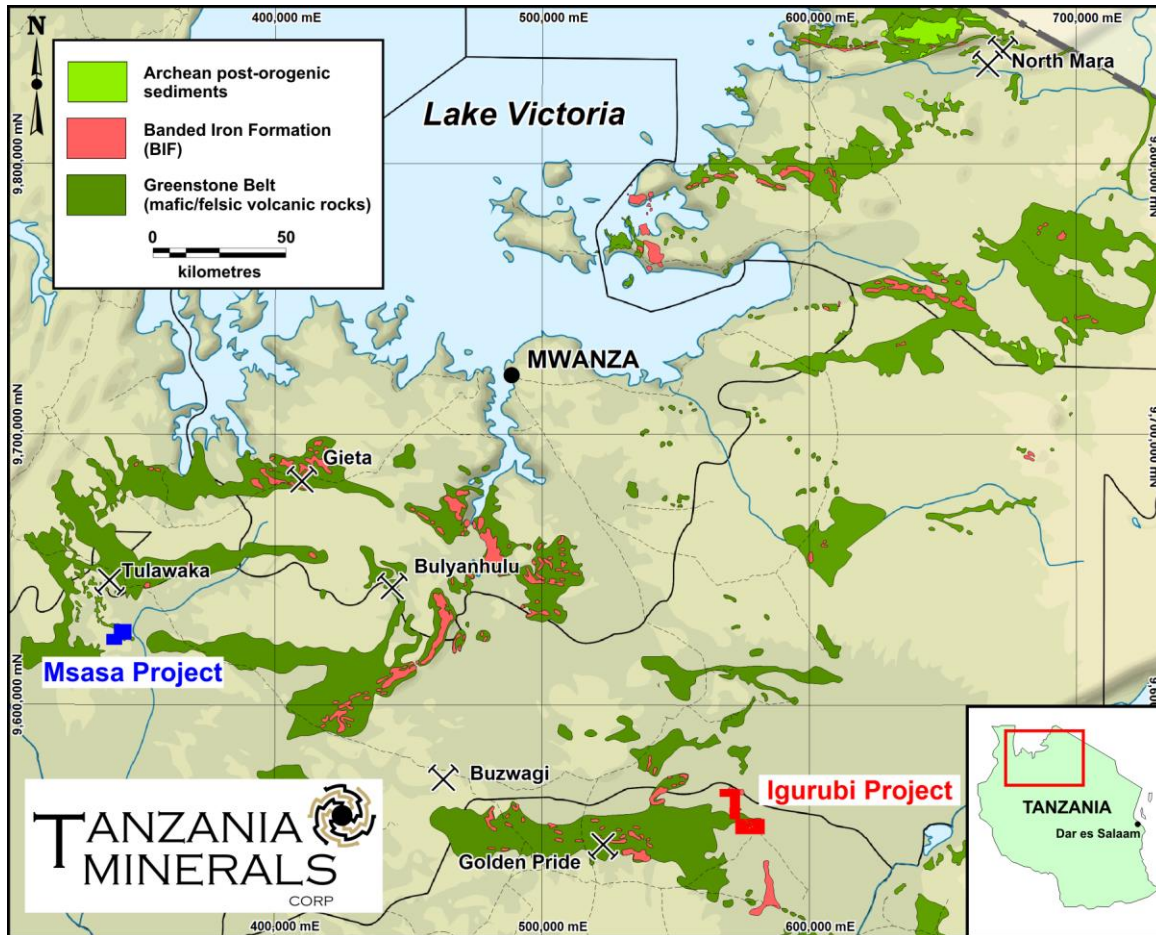 400,000 mE
500,000 mE
600,000 mE
700,000 mE
N
Archean post-orogenic
sediments
Banded Iron Formation
(BIF)
Greenstone Belt
(mafic/felsic volcanic rocks)
0 50
kilometres
Lake Victoria
North Mara
9,800,000 mN
9,800,000 mN
MWANZA
9,700,000 mN
9,700,000 mN
Gieta
Tulawaka
Bulyanhulu
Msasa Project
9,600,000 mN
9,600,000 mN
Buzwagi
Igurubi Project
Golden Pride
TANZANIA
MINERALS
CORP
TANZANIA
Dar es Salaam
400,000 mE
500,000 mE
600,000 mE